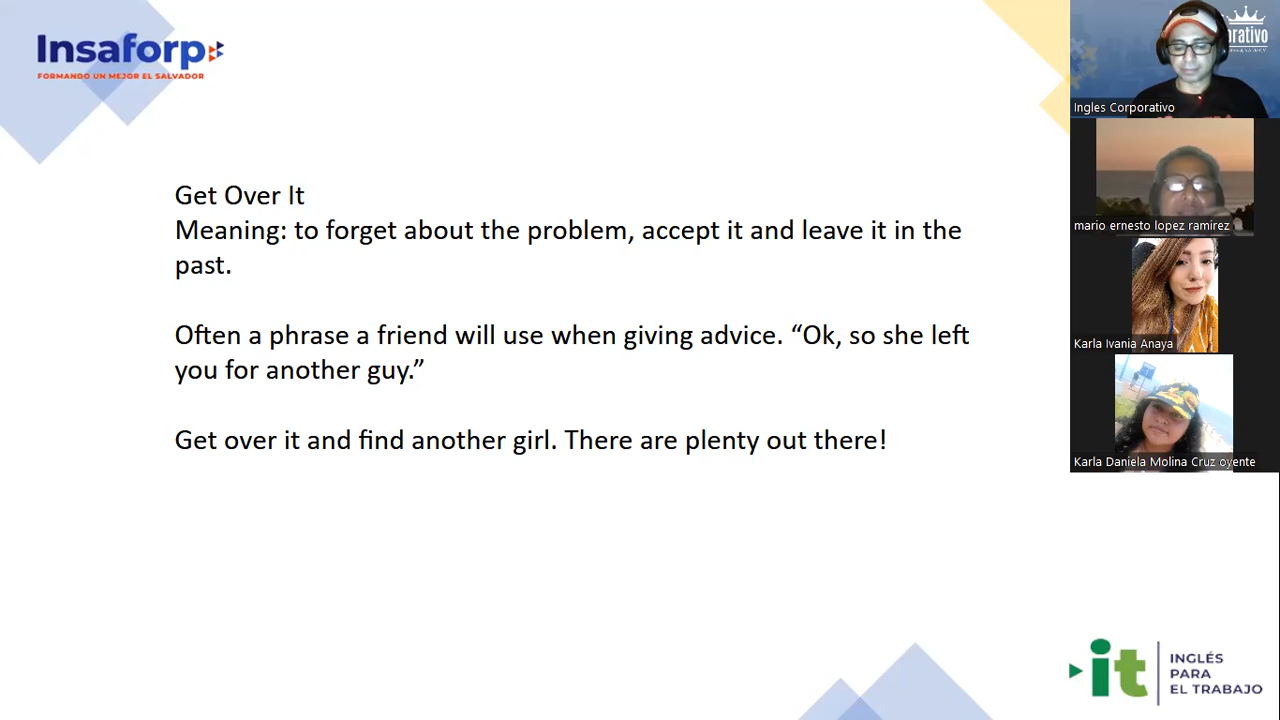 Insaforp
FORMANDO UN MEJOR EL SALVADOR
Get Over It
Meaning: to forget about the problem, accept it and leave it in the
past.
Often a phrase a friend will use when giving advice. “Ok, so she left
you for another guy.”
Get over it and find another girl. There are plenty out there!
Ingles Corporativo
mario ernesto lopez ramirez
Karla Ivania Anaya
Karla Daniela Molina Cruz oyente
it
INGLÉS
PARA
EL TRABAJO